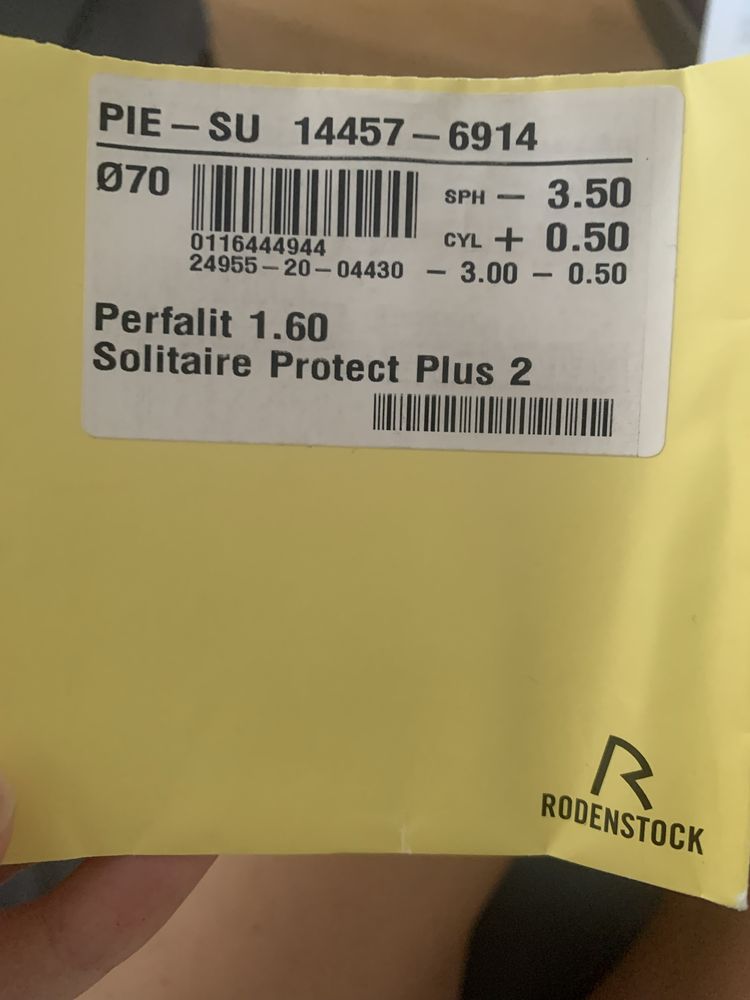 PIE – SU 14457 – 6914
Ø70
SPH – 3.50
CYL + 0.50
0116444944
24955 – 20 – 04430 – 3.00 – 0.50
Perfalit 1.60
Solitaire Protect Plus 2
R
RODENSTOCK